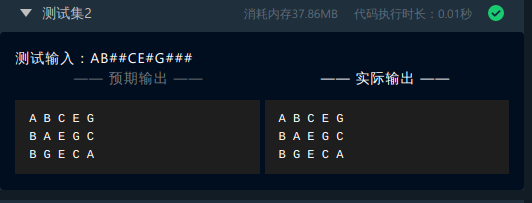 测试集2 消耗内存37.86MB 代码执行时长：0.01秒
测试输入：AB##CE#G###
—— 预期输出 —— —— 实际输出 ——
A B C E G A B C E G
B A E G C B A E G C
B G E C A B G E C A